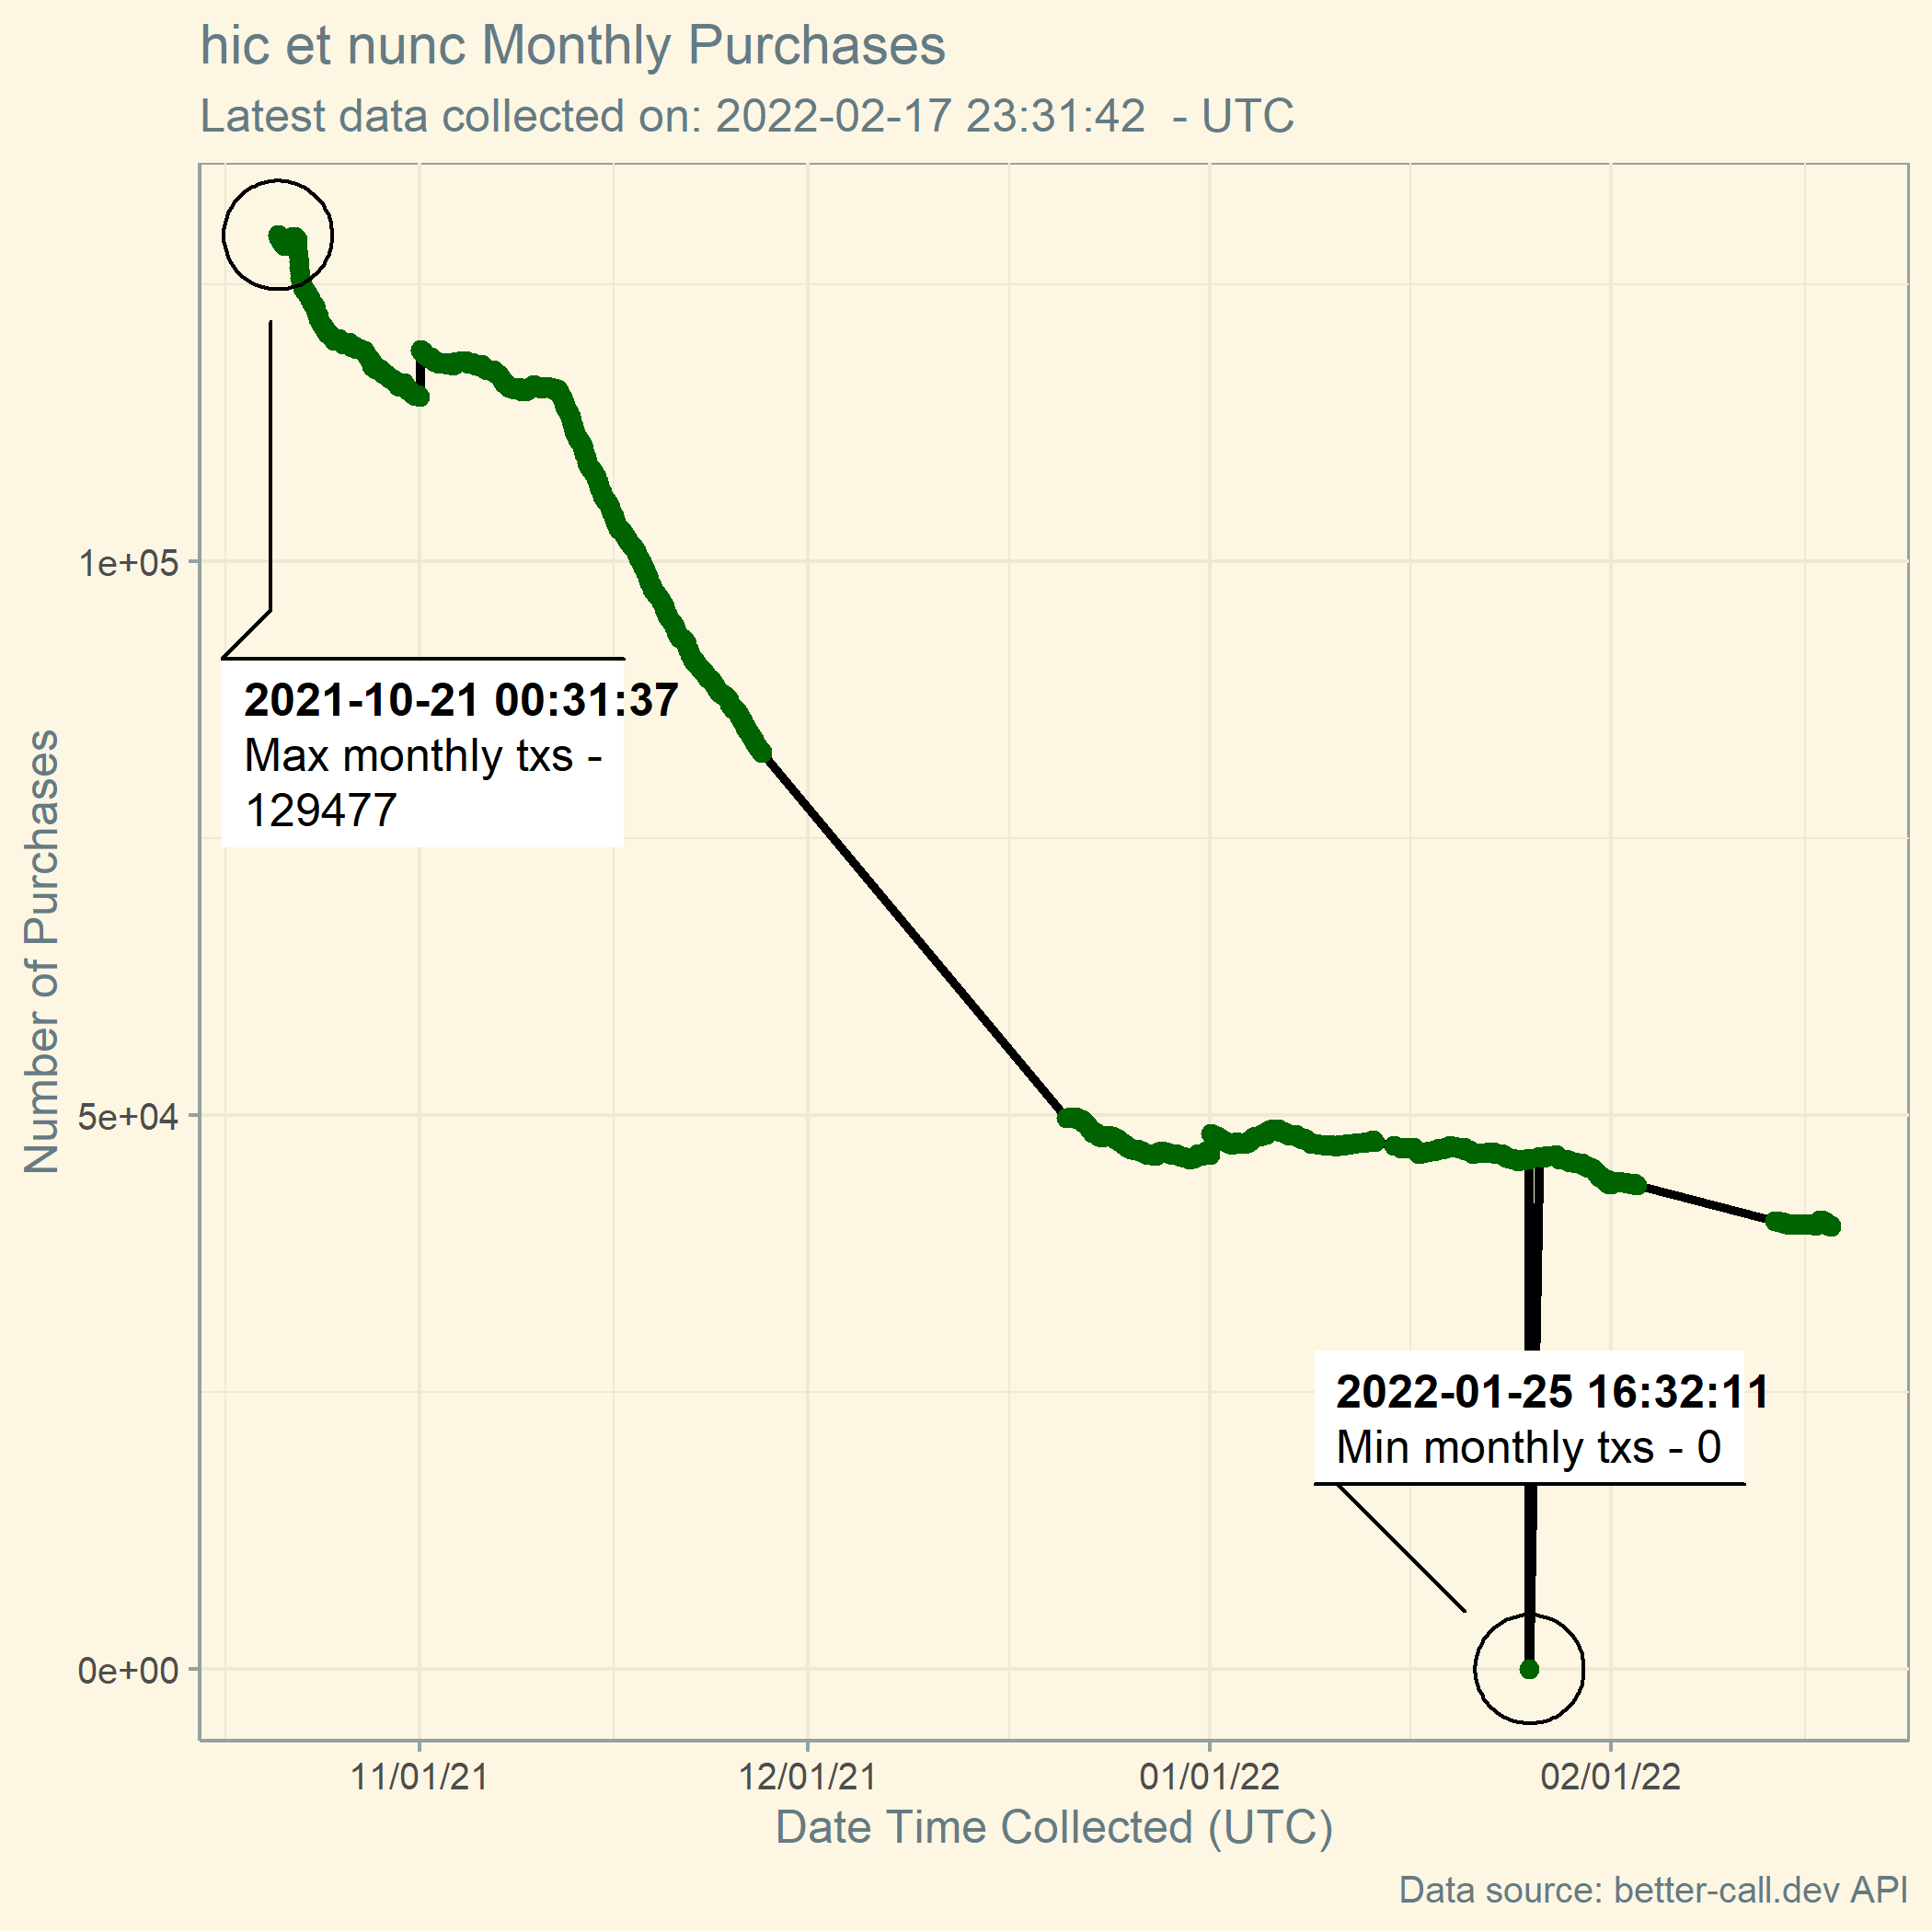 hic et nunc Monthly Purchases
Latest data collected on: 2022-02-17 23:31:42  - UTC
Number of Purchases
1e+05
5e+04
0e+00
2021-10-21 00:31:37
Max monthly txs -
129477
2022-01-25 16:32:11
Min monthly txs - 0
11/01/21
12/01/21
01/01/22
02/01/22
Date Time Collected (UTC)
Data source: better-call.dev API